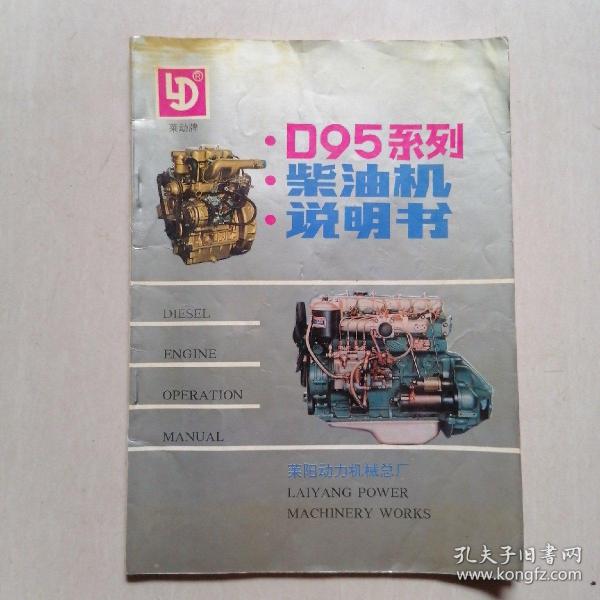 LD®
莱动牌
·D95系列
·柴油机
·说明书
DIESEL
ENGINE
OPERATION
MANUAL
莱阳动力机械总厂
LAIYANG POWER
MACHINERY WORKS
孔夫子旧书网
www.kongfz.com